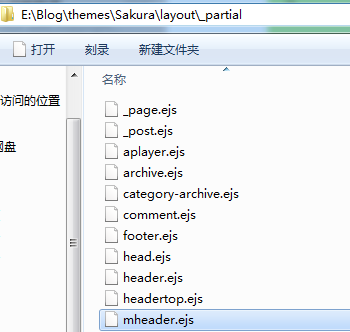 E:\Blog\themes\Sakura\layout\_partial
打开 刻录 新建文件夹
访问的位置
网盘
名称
_page.ejs
_post.ejs
aplayer.ejs
archive.ejs
category-archive.ejs
comment.ejs
footer.ejs
head.ejs
header.ejs
headertop.ejs
mheader.ejs